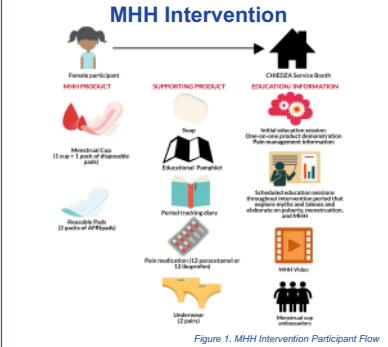 MHH Intervention
Female participant
CHIEDZA Service Booth
MHH PRODUCT
SUPPORTING PRODUCT
EDUCATION/ INFORMATION
Menstrual Cup
(1 cup + 1 pack of disposable
pads)
Reusable Pads
(2 packs of AFRIpads)
Soap
Educational Pamphlet
Period tracking diary
Pain medication (12 paracetamol or
12 ibuprofen)
Underwear
(2 pairs)
Initial education session:
One-on-one product demonstration
Pain management information
Scheduled education sessions
throughout intervention period that
explore myths and taboos and
elaborate on puberty, menstruation,
and MHH
MHH Video
Menstrual cup
ambassadors
Figure 1. MHH Intervention Participant Flow